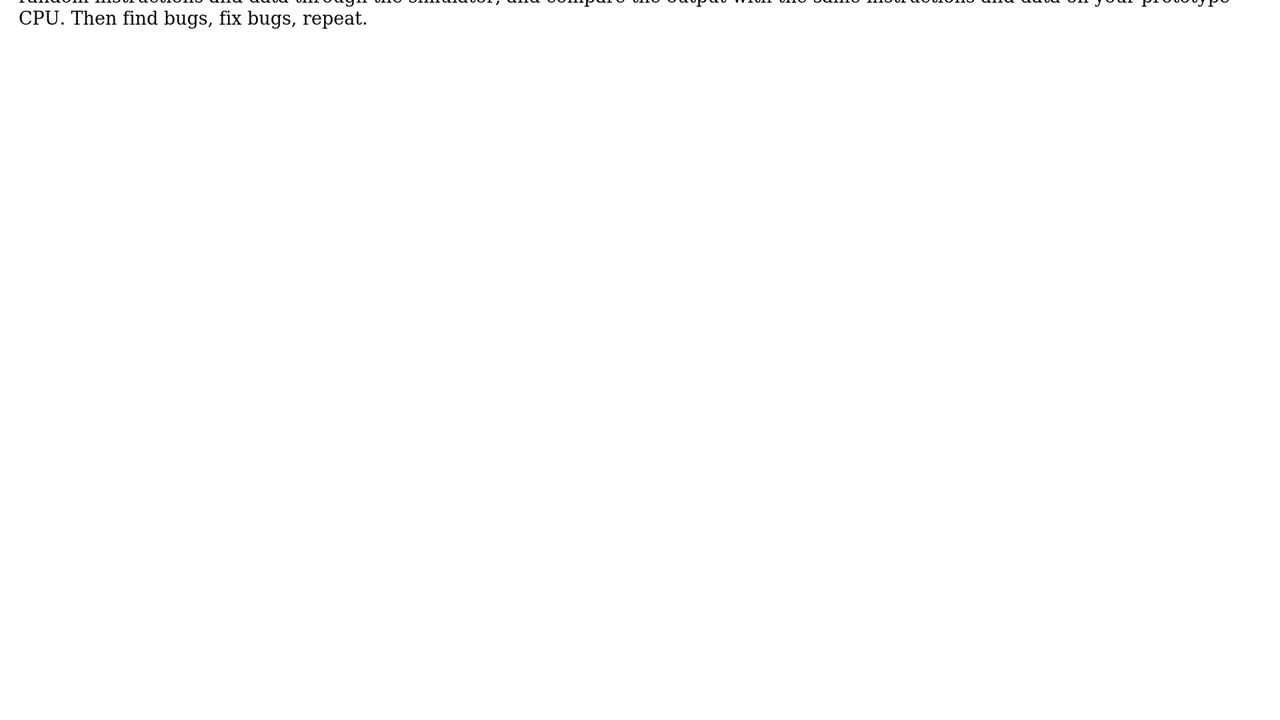 random instructions and data through the simulator, and compare the output with the same instructions and data on your prototype
CPU. Then find bugs, fix bugs, repeat.